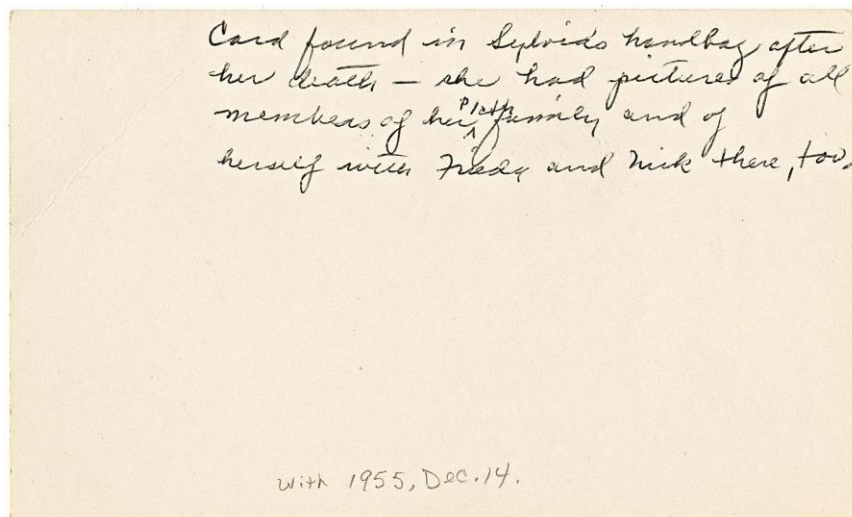 Card found in Sylvia's handbag after
her death — she had pictures of all
members of her Plath family and of
herself with Frieda and Nick there, too.
with 1955, Dec. 14.